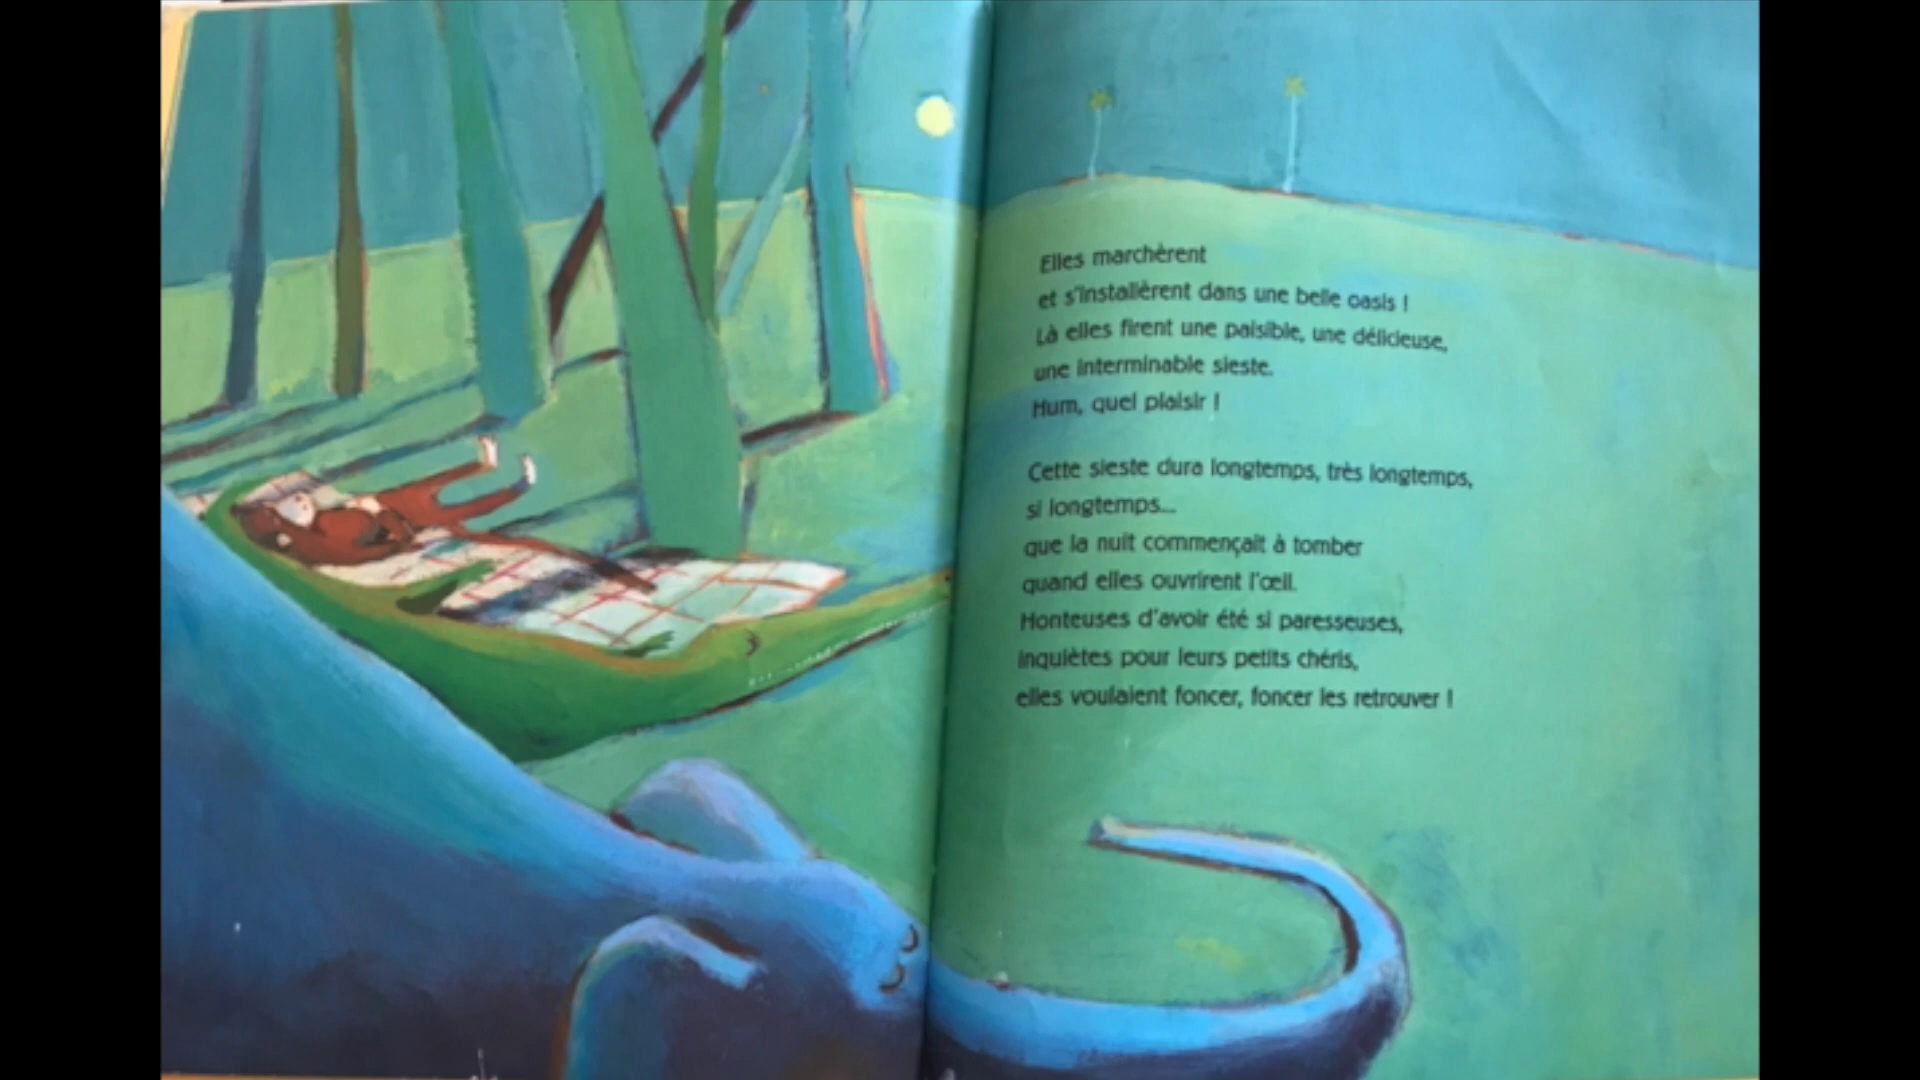 Elles marchèrent
et s'installèrent dans une belle oasis !
Là elles firent une paisible, une délicieuse,
une interminable sieste.
Hum, quel plaisir !
Cette sieste dura longtemps, très longtemps,
si longtemps...
que la nuit commençait à tomber
quand elles ouvrirent l'œil.
Honteuses d'avoir été si paresseuses,
inquiètes pour leurs petits chéris,
elles voulaient foncer, foncer les retrouver !